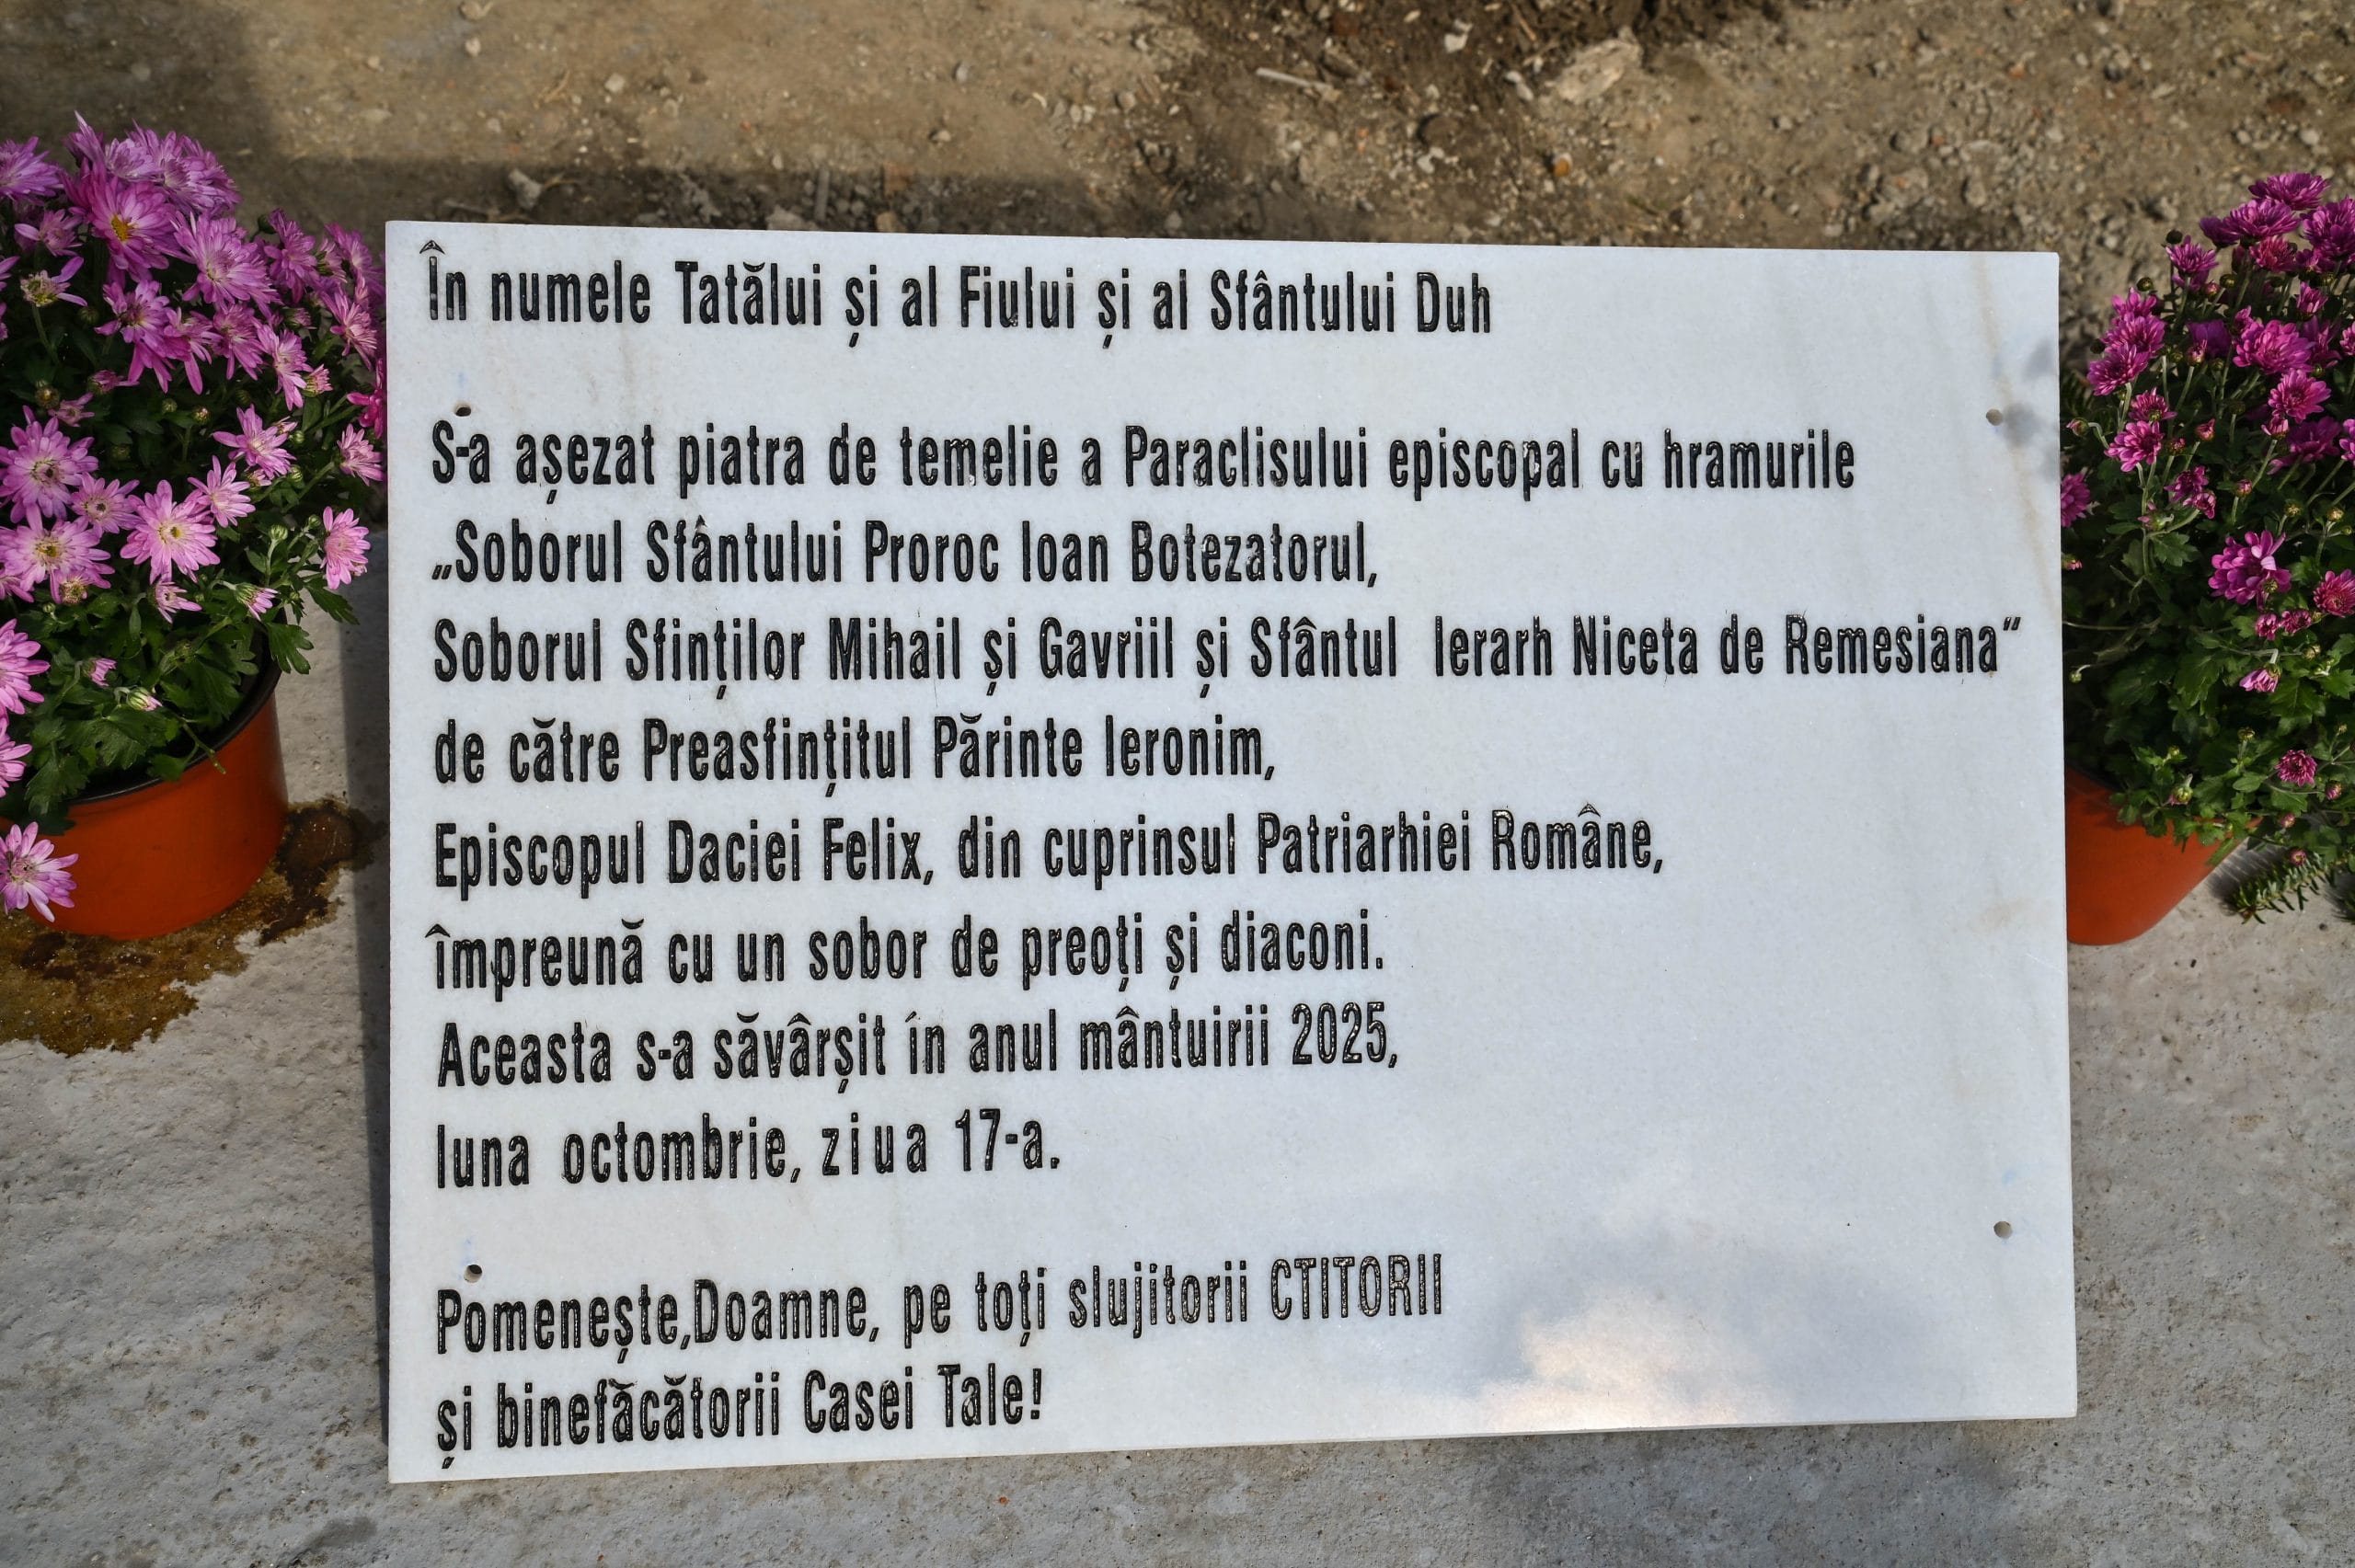 În numele Tatălui și al Fiului și al Sfântului Duh
S-a așezat piatra de temelie a Paraclisului episcopal cu hramurile
„Soborul Sfântului Proroc Ioan Botezatorul,
Soborul Sfinților Mihail și Gavriil și Sfântul Ierarh Niceta de Remesiana“
de către Preasfințitul Părinte Ieronim,
Episcopul Daciei Felix, din cuprinsul Patriarhiei Române,
împreună cu un sobor de preoți și diaconi.
Aceasta s-a săvârșit ín anul mântuirii 2025,
luna octombrie, ziua 17-a.
Pomenește,Doamne, pe toți slujitorii CTITORII
și binefăcătorii Casei Tale!